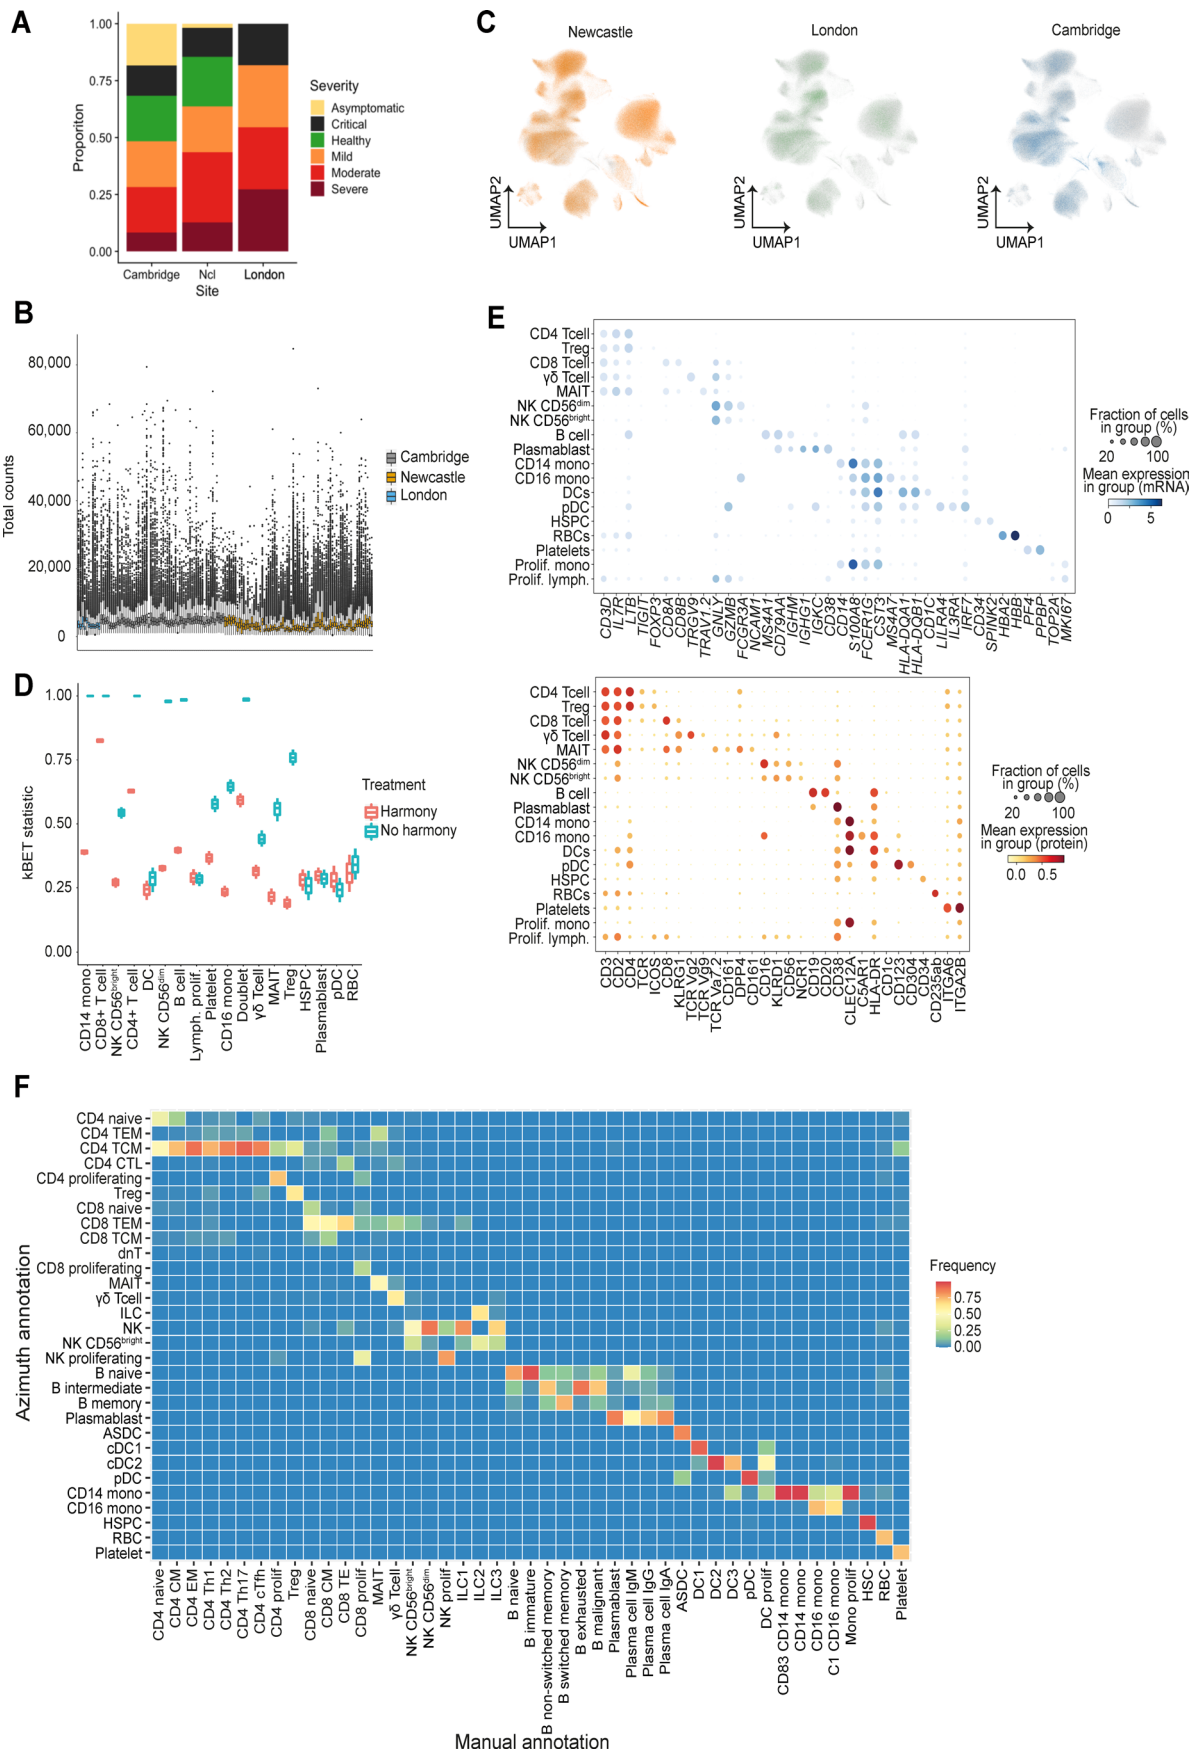 A
1.00
0.75
0.50
0.25
0.00
Proporiton
Cambridge
Ncl
London
Site
Severity
Asymptomatic
Critical
Healthy
Mild
Moderate
Severe
C
Newcastle
London
Cambridge
UMAP2
UMAP1
UMAP2
UMAP1
UMAP2
UMAP1
B
80,000
60,000
40,000
20,000
0
Total counts
Cambridge
Newcastle
London
E
CD4 Tcell
Treg
CD8 Tcell
γδ Tcell
MAIT
NK CD56dim
NK CD56bright
B cell
Plasmablast
CD14 mono
CD16 mono
DCs
pDC
HSPC
RBCs
Platelets
Prolif. mono
Prolif. lymph.
CD3D
IL7R
LTB
TIGIT
FOXP3
CD8A
CD8B
TRGV9
TRAV1.2
GNLY
GZMB
FCGR3A
NCAM1
MS4A1
CD79A
IGHM
IGHG1
IGKC
CD38
CD14
S100A8
FCER1G
CST3
MS4A7
HLA-DQA1
HLA-DQB1
CD1C
LILRA4
IL3RA
IRF7
CD34
SPINK2
HBA2
HBB
PF4
PPBP
TOP2A
MKI67
Fraction of cells
in group (%)
20 100
Mean expression
in group (mRNA)
0 5
D
1.00
0.75
0.50
0.25
0.00
kBET statistic
Treatment
Harmony
No harmony
CD14 mono
CD8+ T cell
NK CD56bright
CD4+ T cell
DC
NK CD56dim
B cell
Lymph. prolif.
Platelet
CD16 mono
Doublet
γδ Tcell
MAIT
Treg
HSPC
Plasmablast
pDC
RBC
CD4 Tcell
Treg
CD8 Tcell
γδ Tcell
MAIT
NK CD56dim
NK CD56bright
B cell
Plasmablast
CD14 mono
CD16 mono
DCs
pDC
HSPC
RBCs
Platelets
Prolif. mono
Prolif. lymph.
CD3
CD2
CD4
TCR
ICOS
CD8
KLRG1
TCR Vg2
TCR Vg9
TCR Va7.2
CD161
DPP4
CD161
CD16
KLRD1
CD56
NCR1
CD19
CD20
CD38
CLEC12A
C5AR1
HLA-DR
CD1c
CD123
CD304
CD34
CD235ab
ITGA6
ITGA2B
Fraction of cells
in group (%)
20 100
Mean expression
in group (protein)
0.0 0.5
F
Azimuth annotation
CD4 naive
CD4 TEM
CD4 TCM
CD4 CTL
CD4 proliferating
Treg
CD8 naive
CD8 TEM
CD8 TCM
dnT
CD8 proliferating
MAIT
γδ Tcell
ILC
NK
NK CD56bright
NK proliferating
B naive
B intermediate
B memory
Plasmablast
ASDC
cDC1
cDC2
pDC
CD14 mono
CD16 mono
HSPC
RBC
Platelet
Frequency
0.75
0.50
0.25
0.00
CD4 naive
CD4 CM
CD4 EM
CD4 Th1
CD4 Th2
CD4 Th17
CD4 cTfh
CD4 prolif
Treg
CD8 naive
CD8 CM
CD8 TE
CD8 prolif
MAIT
γδ Tcell
NK CD56bright
NK CD56dim
NK prolif
ILC1
ILC2
ILC3
B naive
B immature
B non-switched memory
B switched memory
B exhausted
B malignant
Plasmablast
Plasma cell IgM
Plasma cell IgG
Plasma cell IgA
ASDC
DC1
DC2
DC3
pDC
DC prolif
CD83 CD14 mono
CD14 mono
CD16 mono
C1 CD16 mono
Mono prolif
HSC
RBC
Platelet
Manual annotation